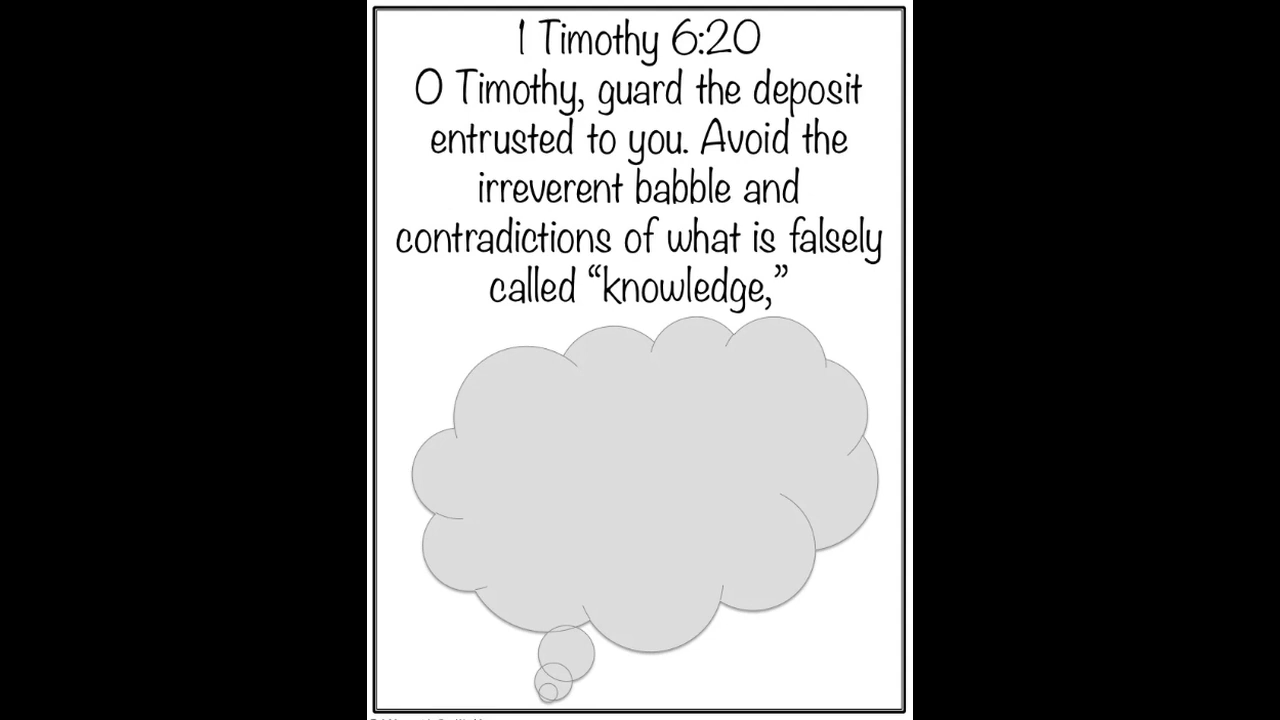 1 Timothy 6:20
O Timothy, guard the deposit
entrusted to you. Avoid the
irreverent babble and
contradictions of what is falsely
called “knowledge,”